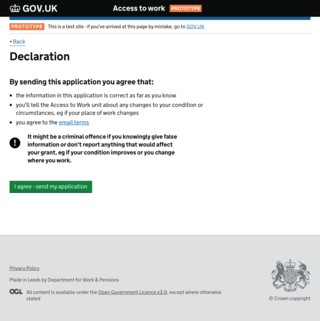 GOV.UK
Access to work PROTOTYPE
PROTOTYPE This is a test site - if you've arrived at this page by mistake, go to GOV.UK
Back
Declaration
By sending this application you agree that:
• the information in this application is correct as far as you know
• you'll tell the Access to Work unit about any changes to your condition or
circumstances, eg if your place of work changes
• you agree to the email terms
! It might be a criminal offence if you knowingly give false
information or don't report anything that would affect
your grant, eg if your condition improves or you change
where you work.
I agree - send my application
Privacy Policy
Made in Leeds by Department for Work & Pensions
OGL All content is available under the Open Government Licence v3.0, except where otherwise
stated
© Crown copyright